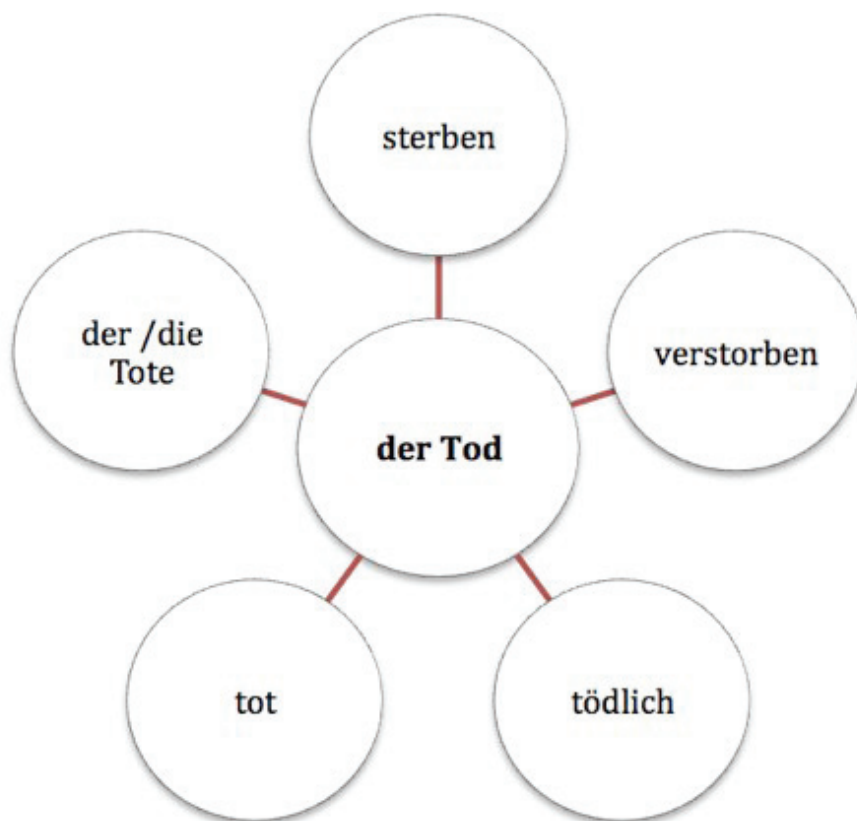 sterben
der /die
Tote
verstorben
der Tod
tot
tödlich